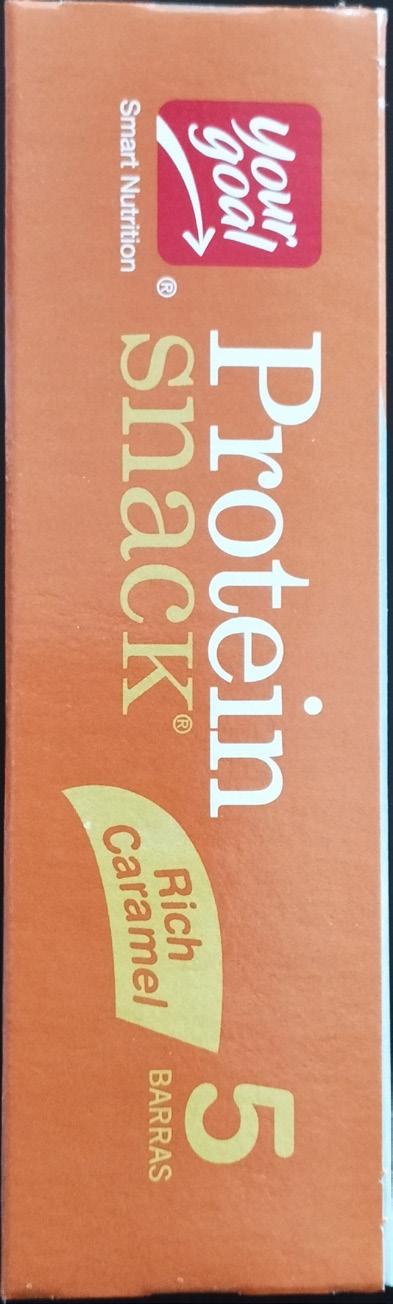 your
goal
Smart Nutrition
®
Protein
snack®
Rich
Caramel
5
BARRAS